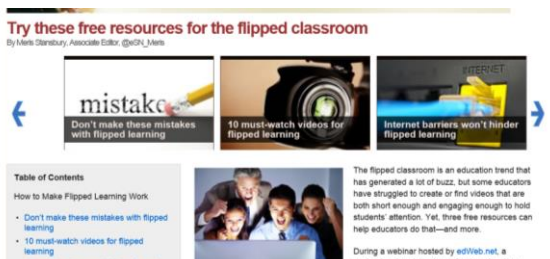 Try these free resources for the flipped classroom
By Meris Stansbury, Associate Editor, @eSN_Meris
mistake
Don't make these mistakes
with flipped learning
10 must-watch videos for
flipped learning
INTERNET
Internet barriers won't hinder
flipped learning
Table of Contents
How to Make Flipped Learning Work
• Don't make these mistakes with flipped
learning
• 10 must-watch videos for flipped
learning
The flipped classroom is an education trend that
has generated a lot of buzz, but some educators
have struggled to create or find videos that are
both short enough and engaging enough to hold
students' attention. Yet, three free resources can
help educators do that—and more.
During a webinar hosted by edWeb.net, a